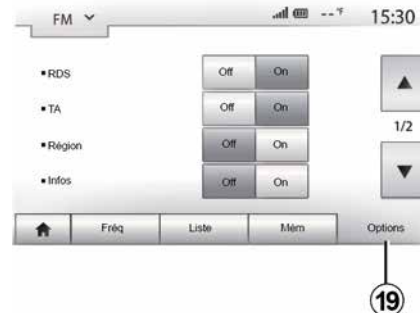 FM --°F 15:30
▪ RDS Off On
▪ TA Off On
1/2
▪ Région Off On
▪ Infos Off On
Fréq Liste Mém Options
19